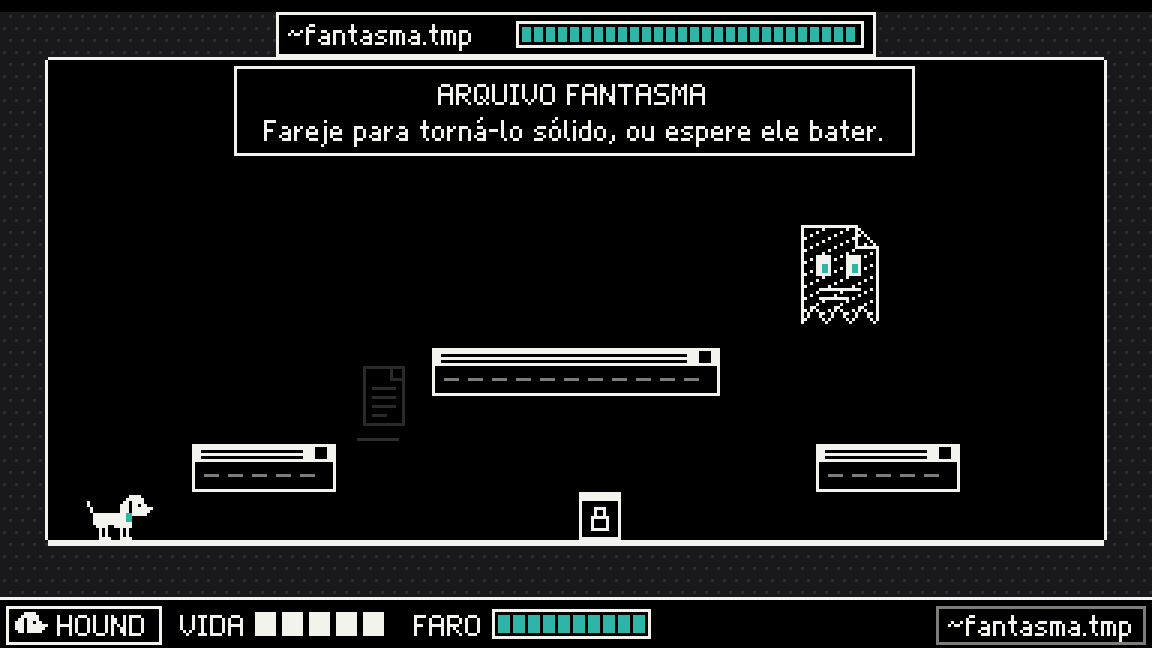 ~fantasma.tmp
ARQUIVO FANTASMA
Fareje para torná-lo sólido, ou espere ele bater.
HOUND VIDA FARO ~fantasma.tmp